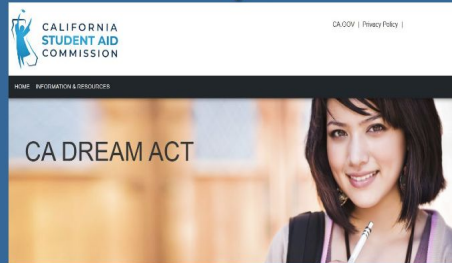 CALIFORNIA
STUDENT AID
COMMISSION
CA.GOV | Privacy Policy |
HOME INFORMATION & RESOURCES
CA DREAM ACT